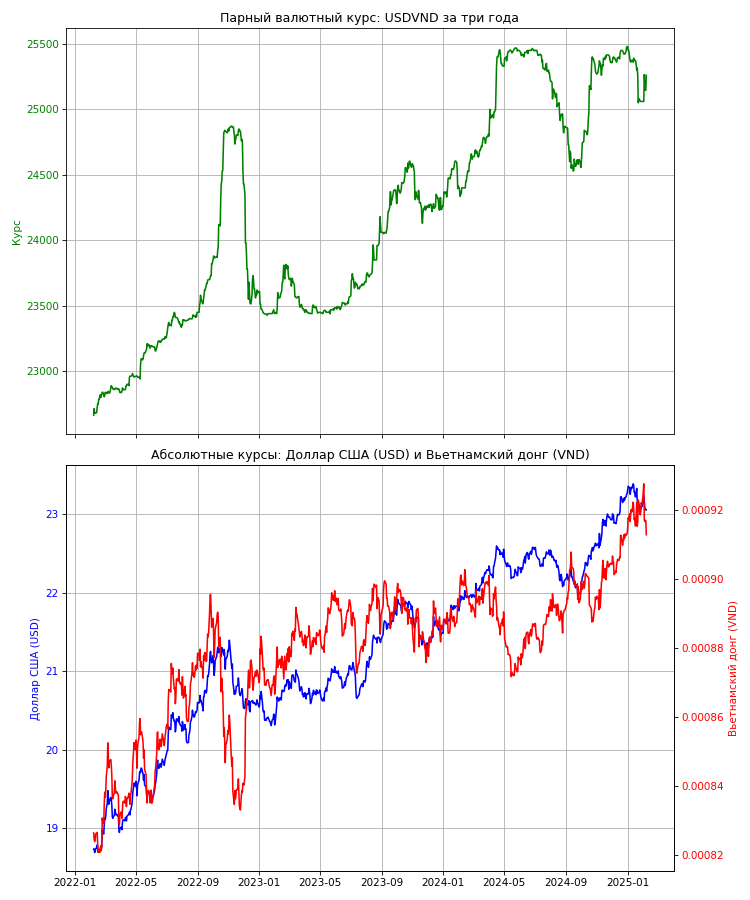 Парный валютный курс: USDVND за три года
25500
25000
24500
24000
23500
23000
Курс
Абсолютные курсы: Доллар США (USD) и Вьетнамский донг (VND)
23
22
21
20
19
Доллар США (USD)
0.00092
0.00090
0.00088
0.00086
0.00084
0.00082
Вьетнамский донг (VND)
2022-01 2022-05 2022-09 2023-01 2023-05 2023-09 2024-01 2024-05 2024-09 2025-01